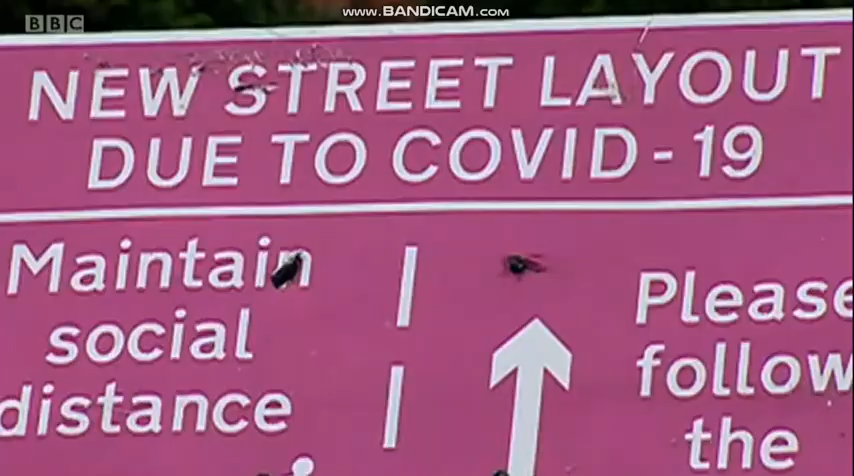 www.BANDICAM.com
BBC
NEW STREET LAYOUT
DUE TO COVID-19
Maintain
social
distance
Please
follow
the